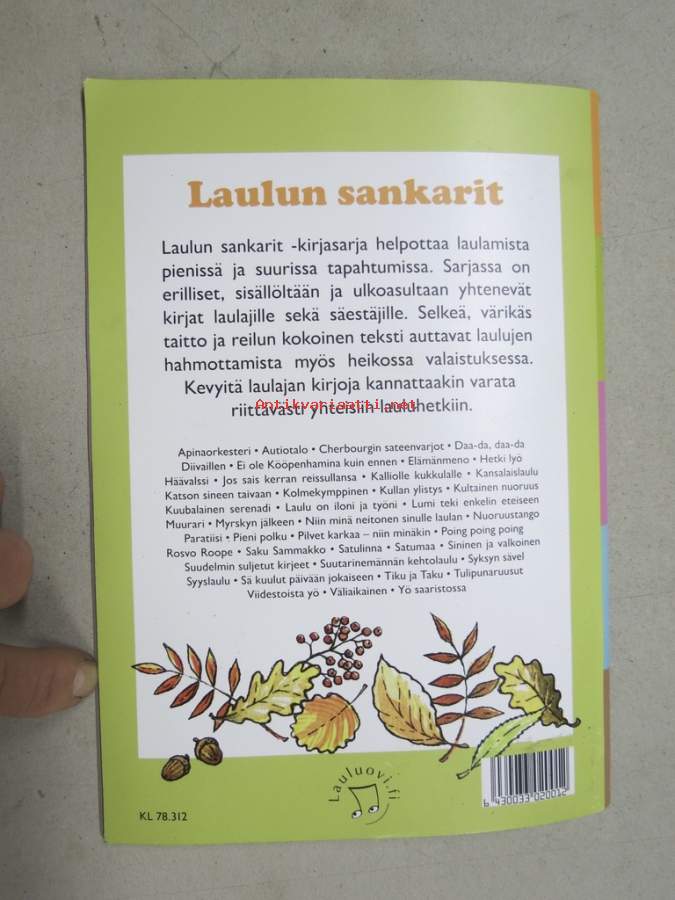 Laulun sankarit
Laulun sankarit -kirjasarja helpottaa laulamista
pienissä ja suurissa tapahtumissa. Sarjassa on
erilliset, sisällöltään ja ulkoasultaan yhtenevät
kirjat laulajille sekä säestäjille. Selkeä, värikäs
taitto ja reilun kokoinen teksti auttavat laulujen
hahmottamista myös heikossa valaistuksessa.
Kevyitä laulajan kirjoja kannattaakin varata
Antikvariaatti.net
riittävästi yhteisiin lauluhetkiin.
Apinaorkesteri • Autiotalo • Cherbourgin sateenvarjot • Daa-da, daa-da
Diivaillen • Ei ole Kööpenhamina kuin ennen • Elämänmeno • Hetki lyö
Häävalssi • Jos sais kerran reissullansa • Kalliolle kukkulalle • Kansalaislaulu
Katson sineen taivaan • Kolmekymppinen • Kullan ylistys • Kultainen nuoruus
Kuubalainen serenadi • Laulu on iloni ja työni • Lumi teki enkelin eteiseen
Muurari • Myrskyn jälkeen • Niin minä neitonen sinulle laulan • Nuoruustango
Paratiisi • Pieni polku • Pilvet karkaa – niin minäkin • Poing poing poing
Rosvo Roope • Saku Sammakko • Satulinna • Satumaa • Sininen ja valkoinen
Suudelmin suljetut kirjeet • Suutarinemännän kehtolaulu • Syksyn sävel
Syyslaulu • Sä kuulut päivään jokaiseen • Tiku ja Taku • Tulipunaruusut
Viidestoista yö • Väliaikainen • Yö saaristossa
Lauluovi.fi
6 430033 020012
KL 78.312